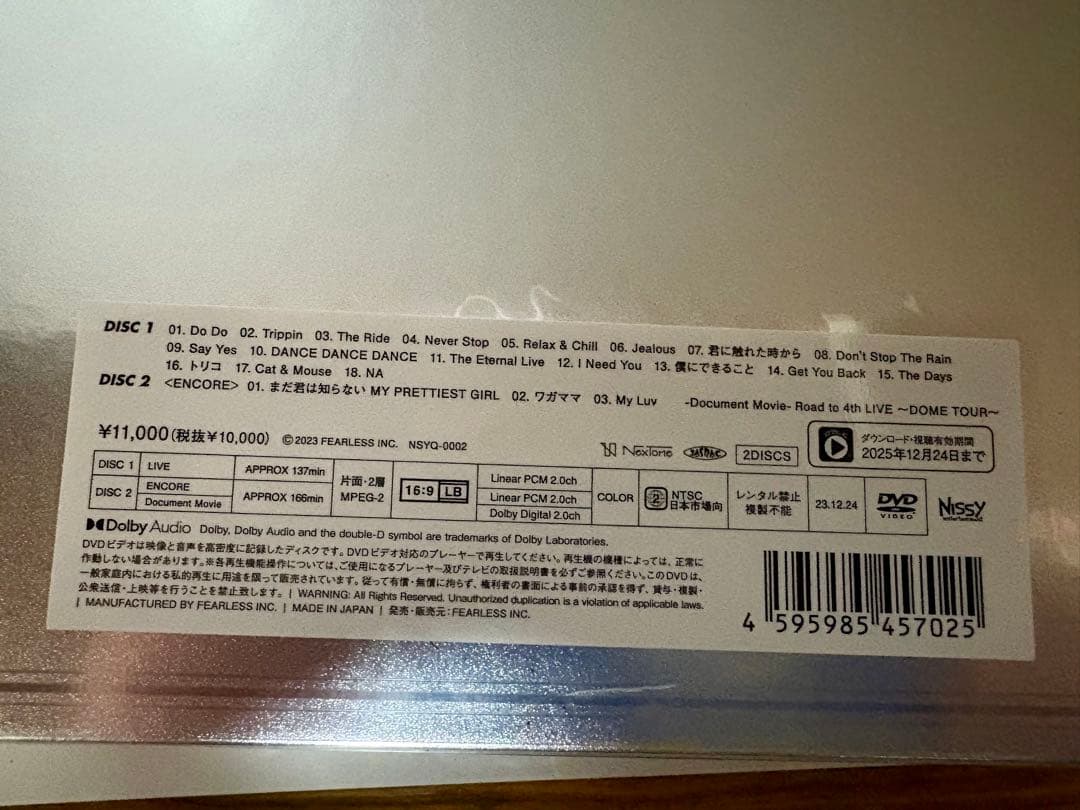 DISC 1 01. Do Do 02. Trippin 03. The Ride 04. Never Stop 05. Relax & Chill 06. Jealous 07. 君に触れた時から 08. Don't Stop The Rain
09. Say Yes 10. DANCE DANCE DANCE 11. The Eternal Live 12. I Need You 13. 僕にできること 14. Get You Back 15. The Days
16. トリコ 17. Cat & Mouse 18. NA
DISC 2 <ENCORE> 01. まだ君は知らない MY PRETTIEST GIRL 02. ワガママ 03. My Luv -Document Movie- Road to 4th LIVE ~DOME TOUR~
¥11,000(税抜¥10,000) ©2023 FEARLESS INC. NSYQ-0002 NexTone JASRAC 2DISCS
ダウンロード・視聴有効期間
2025年12月24日まで
DISC 1 LIVE APPROX 137min
DISC 2 ENCORE
Document Movie APPROX 166min
片面・2層
MPEG-2
16:9 LB
Linear PCM 2.0ch
Linear PCM 2.0ch
Dolby Digital 2.0ch
COLOR
2 NTSC
日本市場向
レンタル禁止
複製不能
23.12.24
DVD
VIDEO
Nissy
Dolby Audio Dolby, Dolby Audio and the double-D symbol are trademarks of Dolby Laboratories.
DVDビデオは映像と音声を高密度に記録したディスクです。DVDビデオ対応のプレーヤーで再生してください。再生機の機種によっては、正常に
作動しない場合があります。※各再生機能操作については、ご使用になるプレーヤー及びテレビの取扱説明書を必ずご参照ください。このDVDは、
一般家庭内における私的再生に用途を限って販売されています。従って有償・無償に拘らず、権利者の書面による事前の承諾を得ず、貸与・複製・
公衆送信・上映等を行うことを禁止致します。 | WARNING: All Rights Reserved. Unauthorized duplication is a violation of applicable laws.
| MANUFACTURED BY FEARLESS INC. | MADE IN JAPAN | 発売・販売元:FEARLESS INC.
4 595985 457025